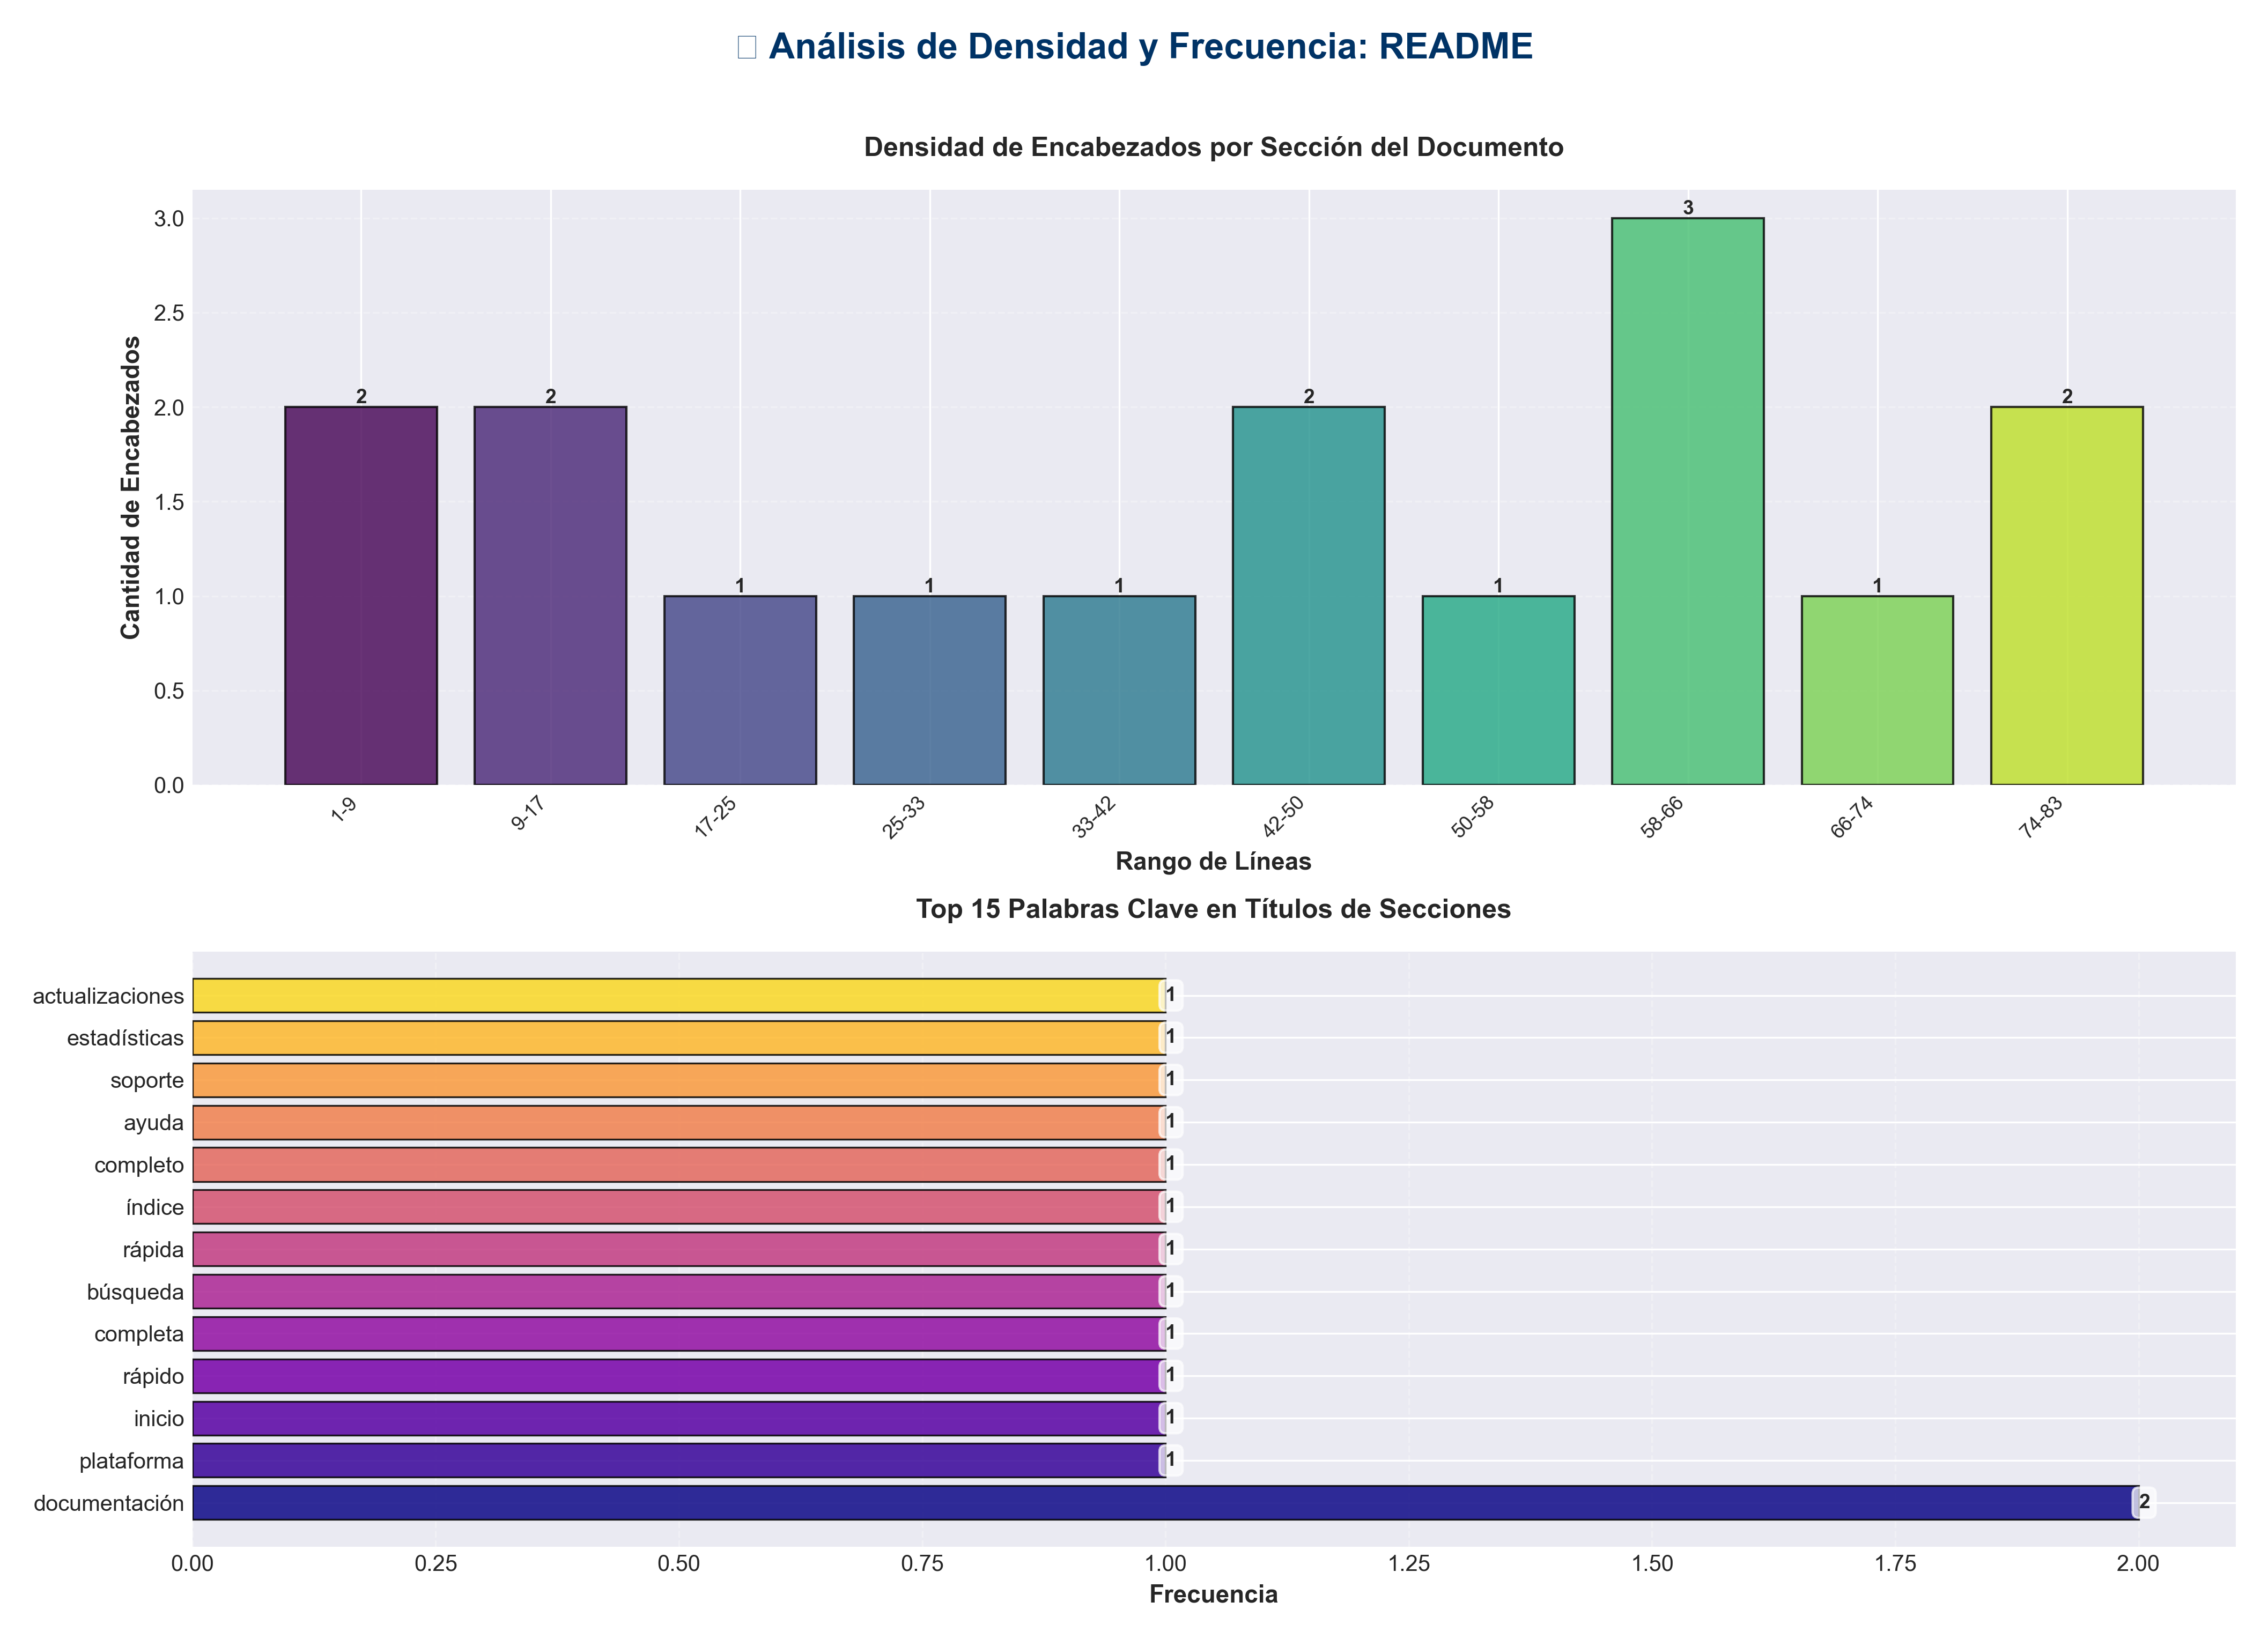 Análisis de Densidad y Frecuencia: README
Densidad de Encabezados por Sección del Documento
Cantidad de Encabezados
3.0
2.5
2.0
1.5
1.0
0.5
0.0
2
2
1
1
1
2
1
3
1
2
1-9
9-17
17-25
25-33
33-42
42-50
50-58
58-66
66-74
74-83
Rango de Líneas
Top 15 Palabras Clave en Títulos de Secciones
actualizaciones 1
estadísticas 1
soporte 1
ayuda 1
completo 1
índice 1
rápida 1
búsqueda 1
completa 1
rápido 1
inicio 1
plataforma 1
documentación 2
0.00 0.25 0.50 0.75 1.00 1.25 1.50 1.75 2.00
Frecuencia